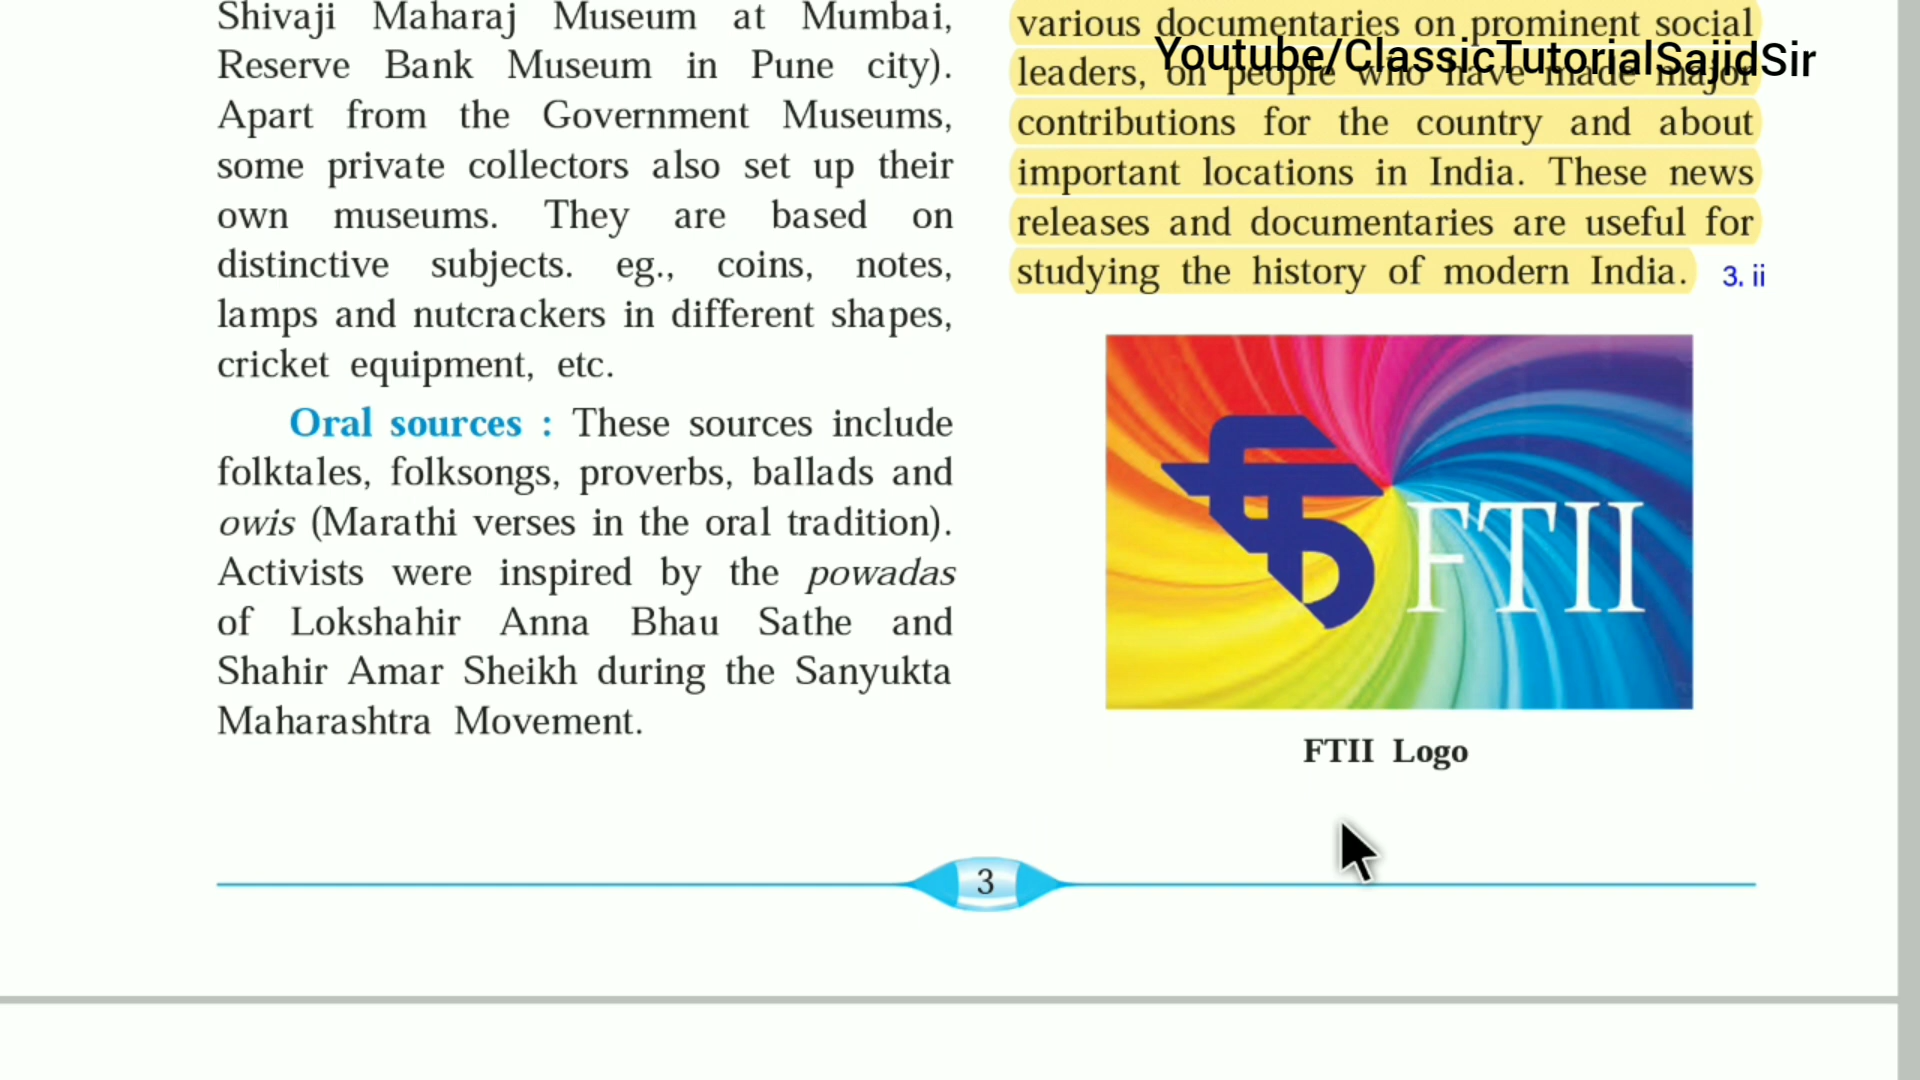 Shivaji Maharaj Museum at Mumbai,
Reserve Bank Museum in Pune city).
Apart from the Government Museums,
some private collectors also set up their
own museums. They are based on
distinctive subjects. eg., coins, notes,
lamps and nutcrackers in different shapes,
cricket equipment, etc.
Oral sources : These sources include
folktales, folksongs, proverbs, ballads and
owis (Marathi verses in the oral tradition).
Activists were inspired by the powadas
of Lokshahir Anna Bhau Sathe and
Shahir Amar Sheikh during the Sanyukta
Maharashtra Movement.
various documentaries on prominent social
Youtube/ClassicTutorialSajidSir
leaders, on people who have made major
contributions for the country and about
important locations in India. These news
releases and documentaries are useful for
studying the history of modern India. 3. ii
FTII
FTII Logo
3